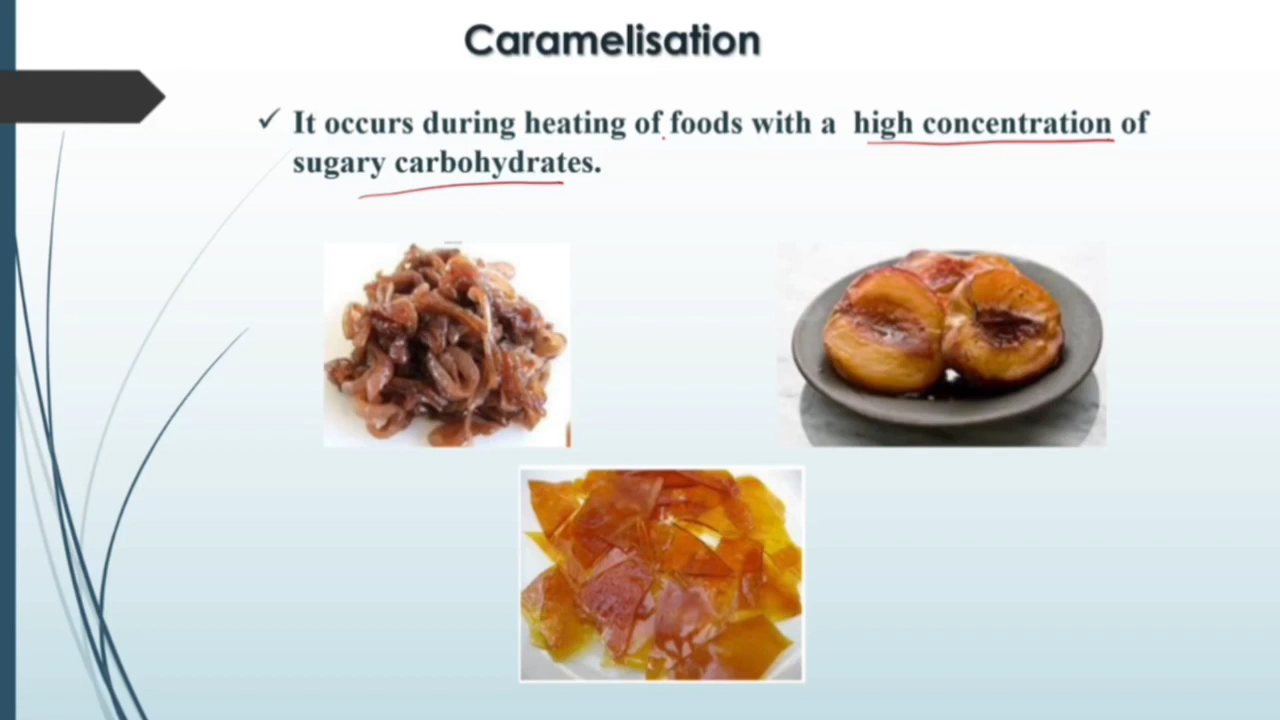 Caramelisation
✓ It occurs during heating of foods with a high concentration of
sugary carbohydrates.